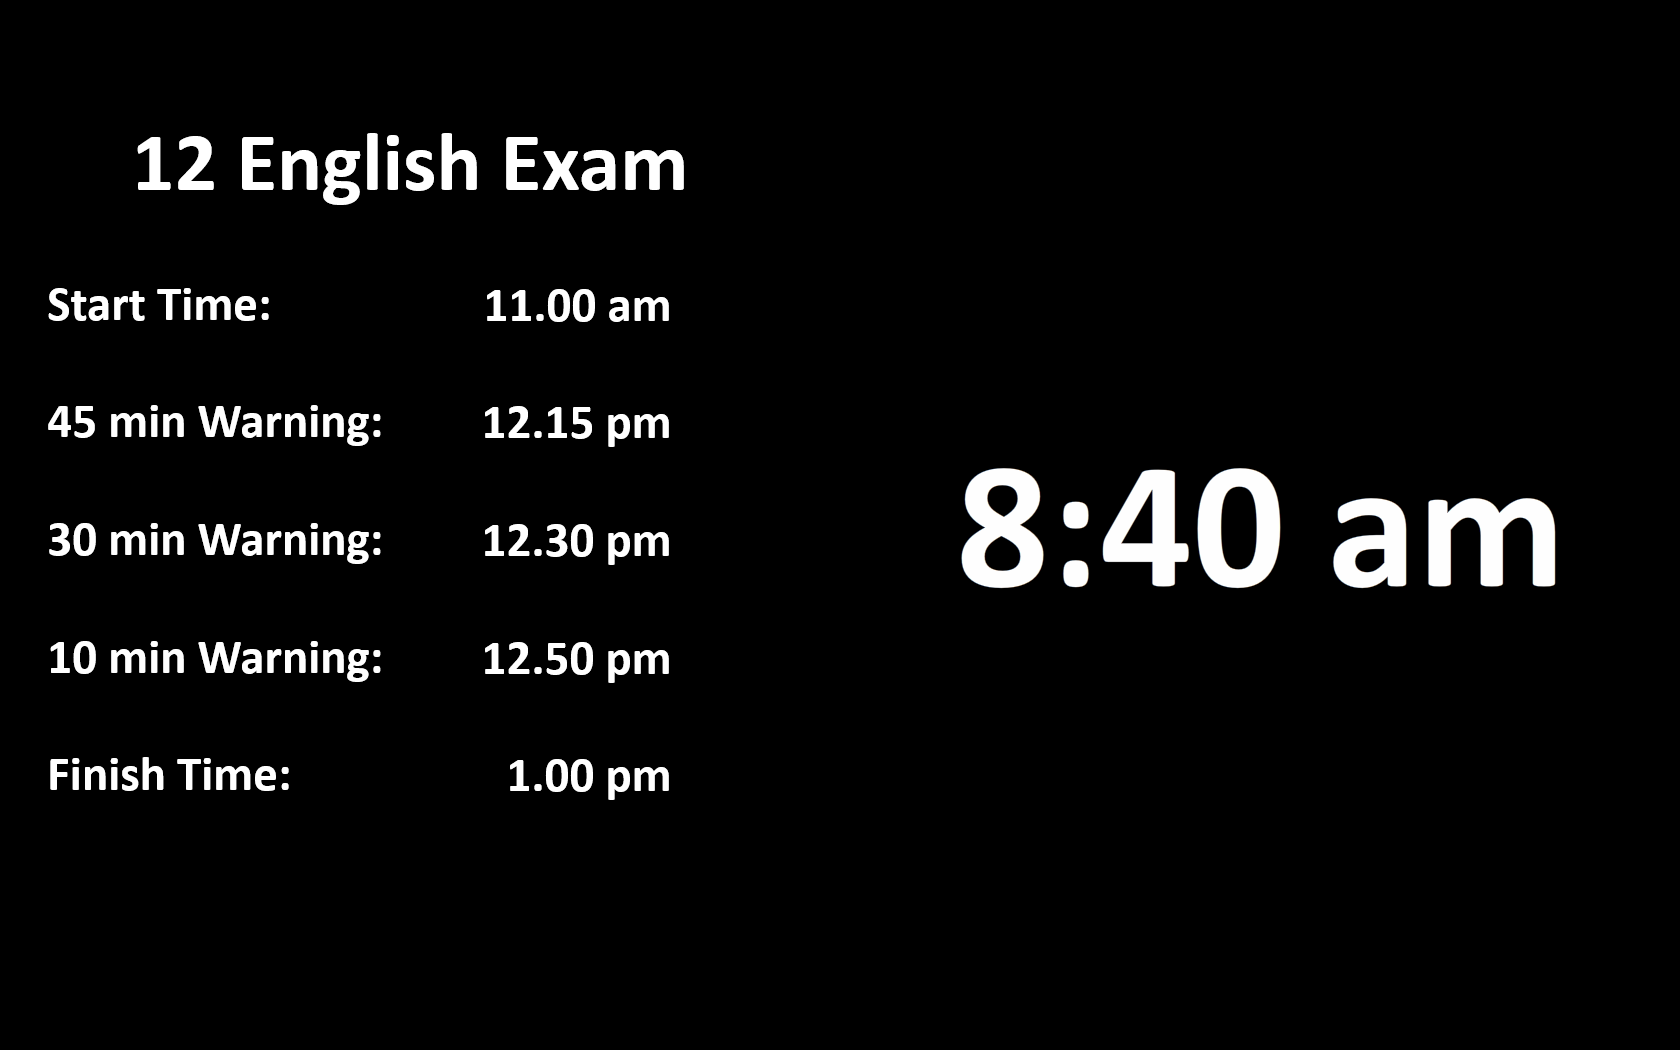 12 English Exam
Start Time: 11.00 am
45 min Warning: 12.15 pm
30 min Warning: 12.30 pm
10 min Warning: 12.50 pm
Finish Time: 1.00 pm
8:40 am